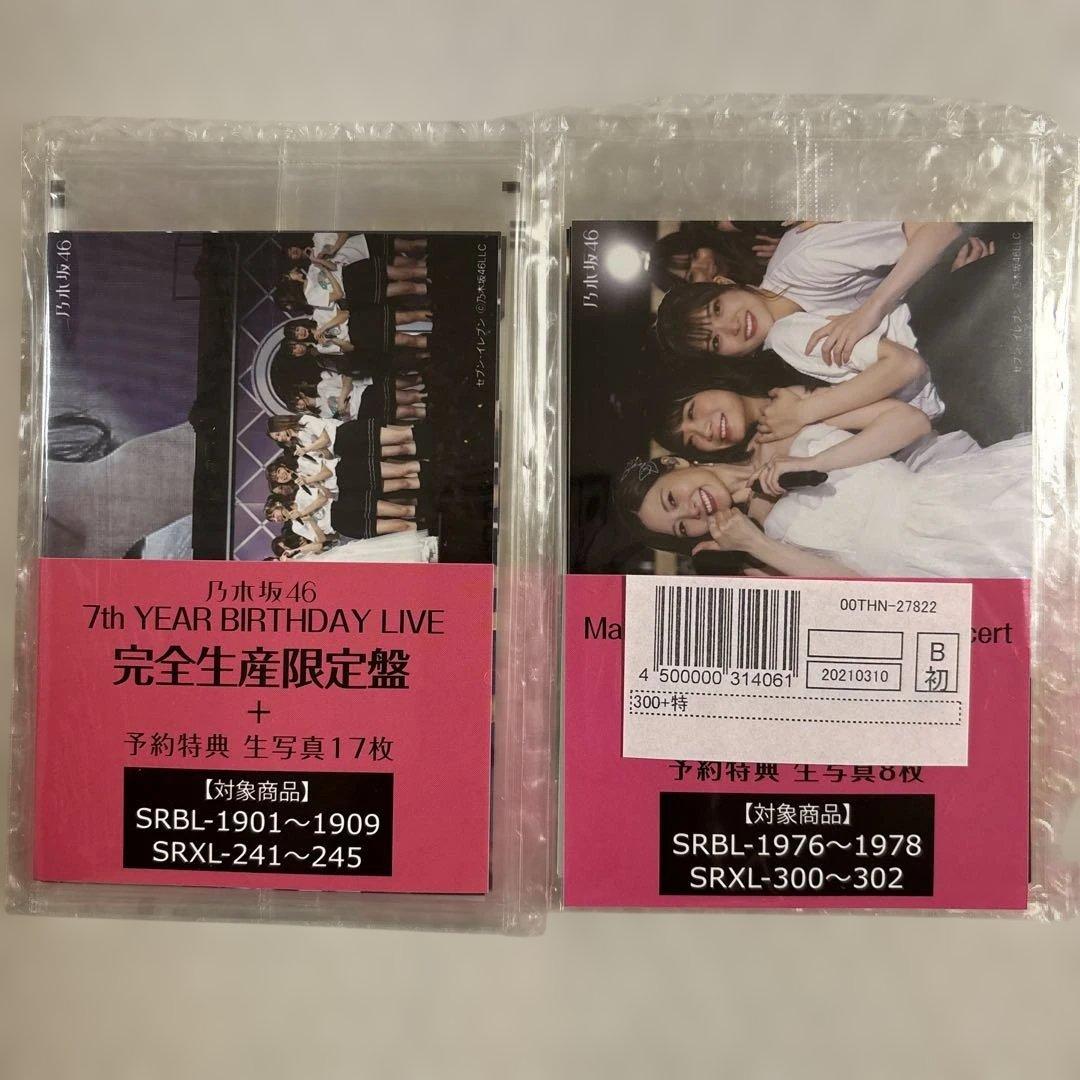 乃木坂46
セブン-イレブン ©乃木坂46LLC
乃木坂46
7th YEAR BIRTHDAY LIVE
完全生産限定盤
+
予約特典 生写真17枚
【対象商品】
SRBL-1901～1909
SRXL-241～245
乃木坂46
セブン-イレブン ©乃木坂46LLC
Ma
cert
00THN-27822
4 500000 314061
20210310
B
初
300+特
予約特典 生写真8枚
【対象商品】
SRBL-1976～1978
SRXL-300～302